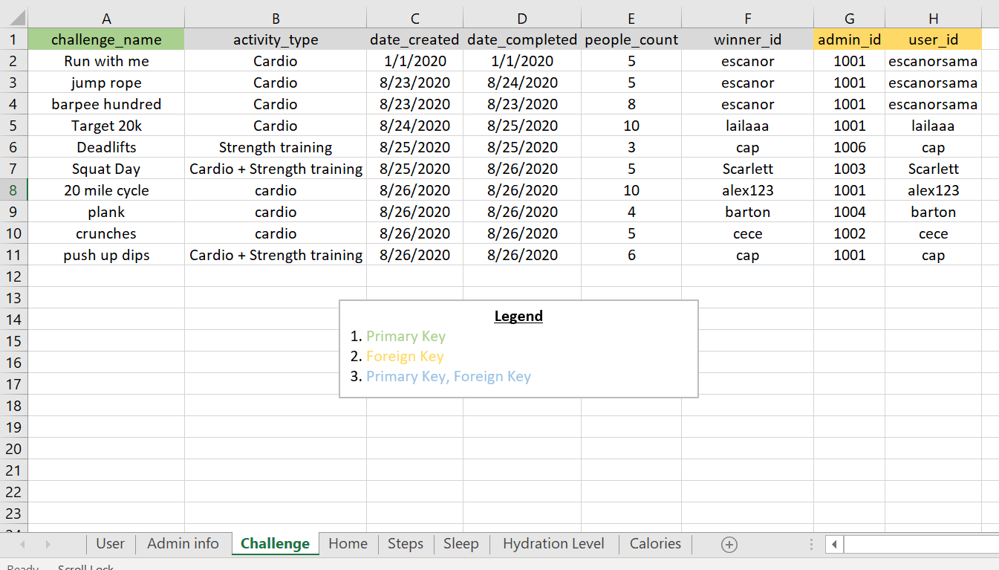 A B C D E F G H
1 challenge_name activity_type date_created date_completed people_count winner_id admin_id user_id
2 Run with me Cardio 1/1/2020 1/1/2020 5 escanor 1001 escanorsama
3 jump rope Cardio 8/23/2020 8/24/2020 5 escanor 1001 escanorsama
4 barpee hundred Cardio 8/23/2020 8/23/2020 8 escanor 1001 escanorsama
5 Target 20k Cardio 8/24/2020 8/25/2020 10 lailaaa 1001 lailaaa
6 Deadlifts Strength training 8/25/2020 8/25/2020 3 cap 1006 cap
7 Squat Day Cardio + Strength training 8/25/2020 8/26/2020 5 Scarlett 1003 Scarlett
8 20 mile cycle cardio 8/26/2020 8/26/2020 10 alex123 1001 alex123
9 plank cardio 8/26/2020 8/26/2020 4 barton 1004 barton
10 crunches cardio 8/26/2020 8/26/2020 5 cece 1002 cece
11 push up dips Cardio + Strength training 8/26/2020 8/26/2020 6 cap 1001 cap
12
13
14 Legend
15 1. Primary Key
16 2. Foreign Key
17 3. Primary Key, Foreign Key
18
19
20
21
22
23
24
User Admin info Challenge Home Steps Sleep Hydration Level Calories
Ready Scroll Lock